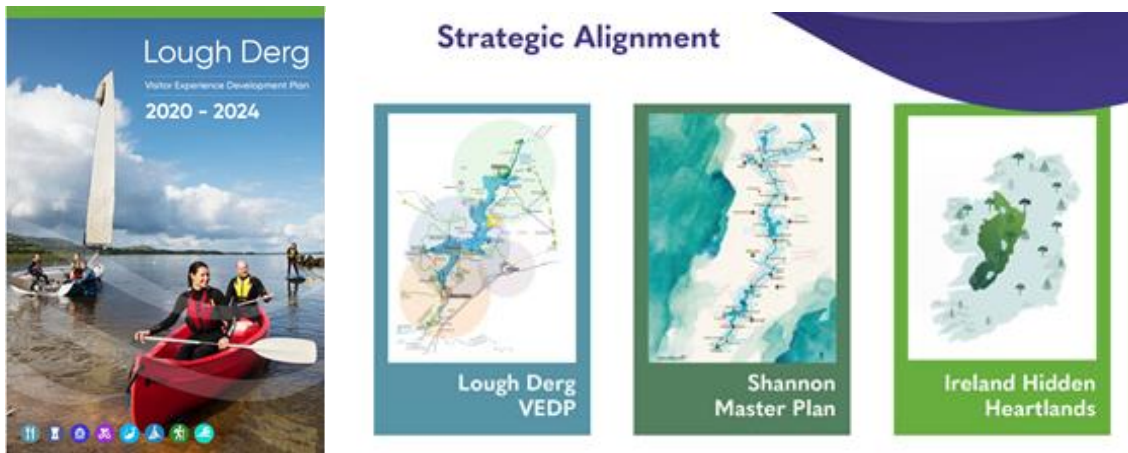 Lough Derg
Visitor Experience Development Plan
2020 - 2024
Strategic Alignment
Lough Derg
VEDP
Shannon
Master Plan
Ireland Hidden
Heartlands